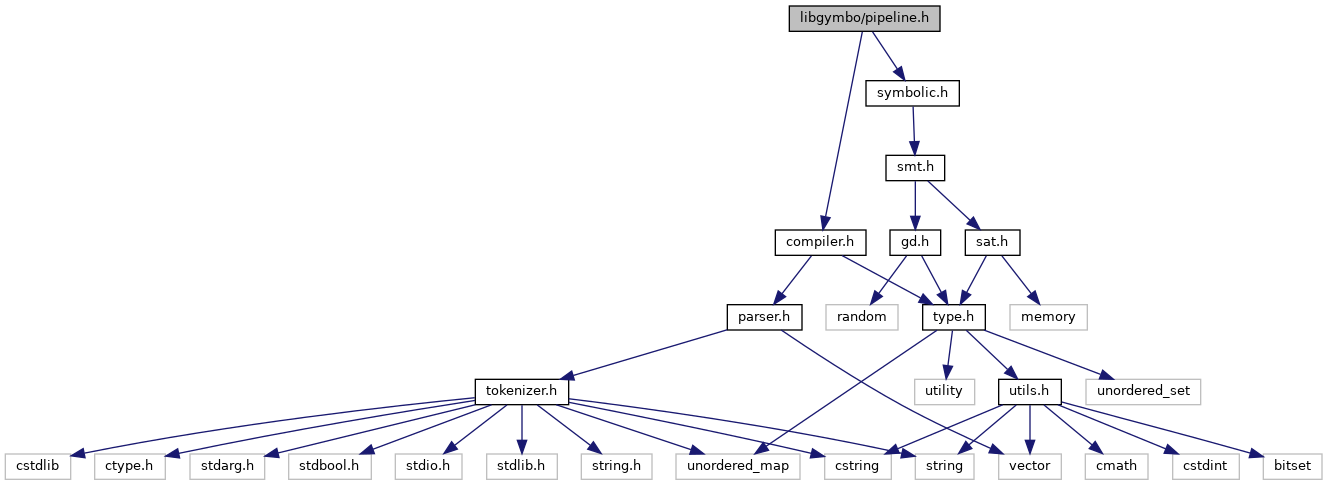 libgymbo/pipeline.h
symbolic.h
smt.h
compiler.h
gd.h
sat.h
parser.h
random
type.h
memory
tokenizer.h
utility
utils.h
unordered_set
cstdlib
ctype.h
stdarg.h
stdbool.h
stdio.h
stdlib.h
string.h
unordered_map
cstring
string
vector
cmath
cstdint
bitset